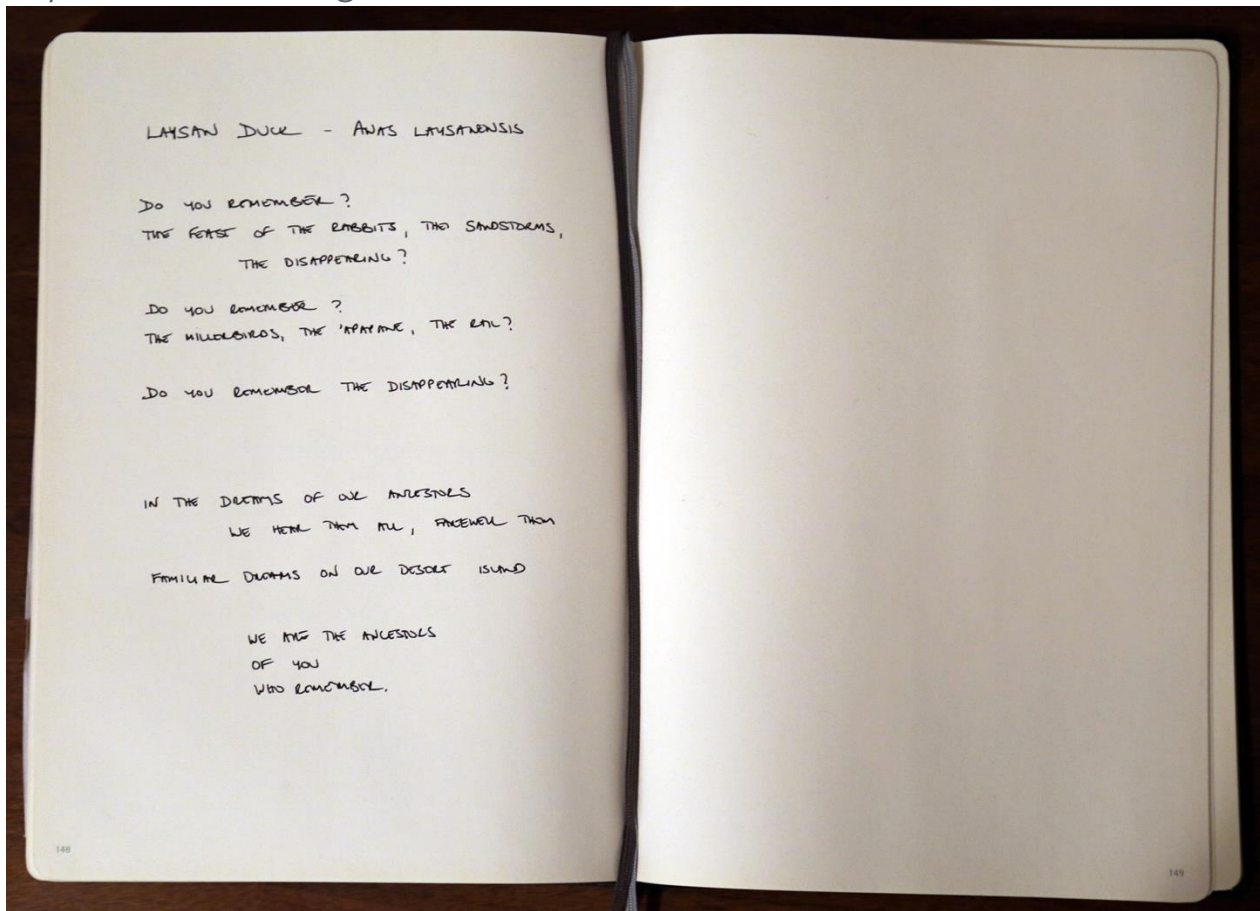 LAYSAN DUCK - ANAS LAYSANENSIS
DO YOU REMEMBER?
THE FEAST OF THE RABBITS, THE SANDSTORMS,
THE DISAPPEARING?
DO YOU REMEMBER?
THE MILLERBIRDS, THE 'APAPANE, THE RAIL?
DO YOU REMEMBER THE DISAPPEARING?
IN THE DREAMS OF OUR ANCESTORS
WE HEAR THEM ALL, FAREWELL THEM
FAMILIAR DREAMS ON OUR DESERT ISLAND
WE ARE THE ANCESTORS
OF YOU
WHO REMEMBER.
148
149